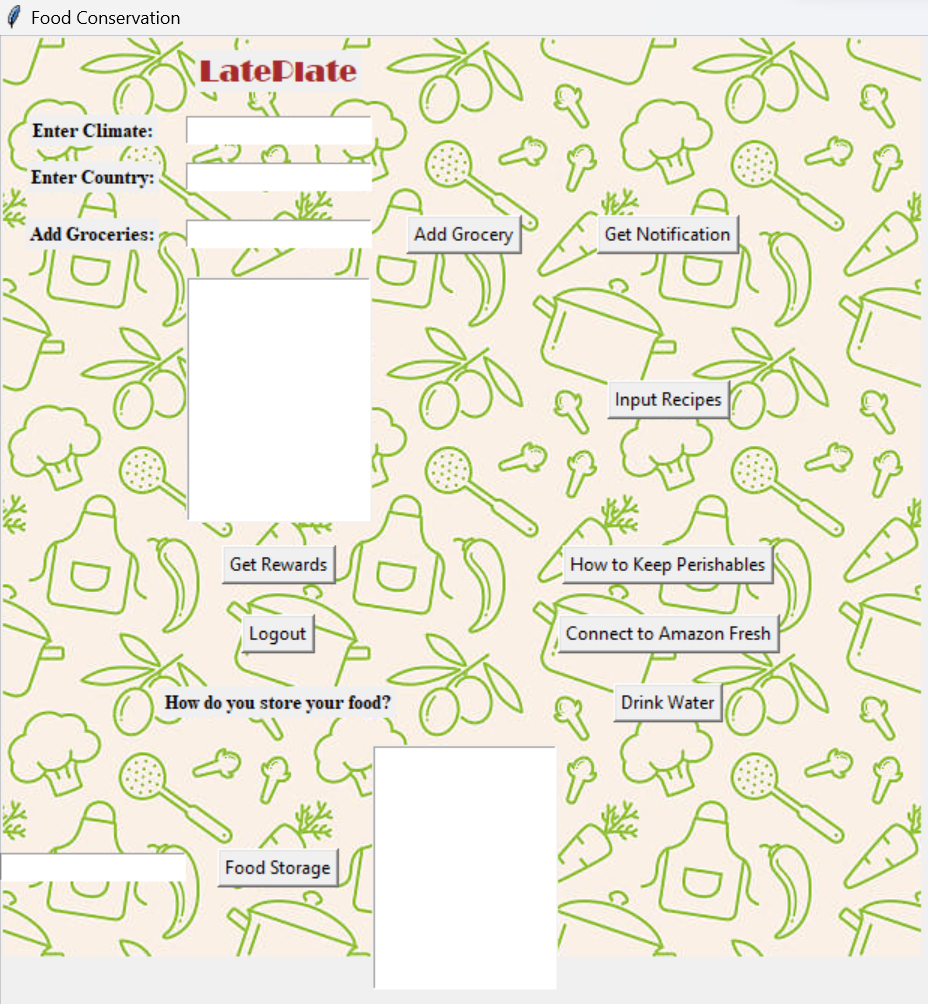 Food Conservation
LatePlate
Enter Climate:
Enter Country:
Add Groceries:
Add Grocery
Get Notification
Input Recipes
Get Rewards
How to Keep Perishables
Logout
Connect to Amazon Fresh
How do you store your food?
Drink Water
Food Storage